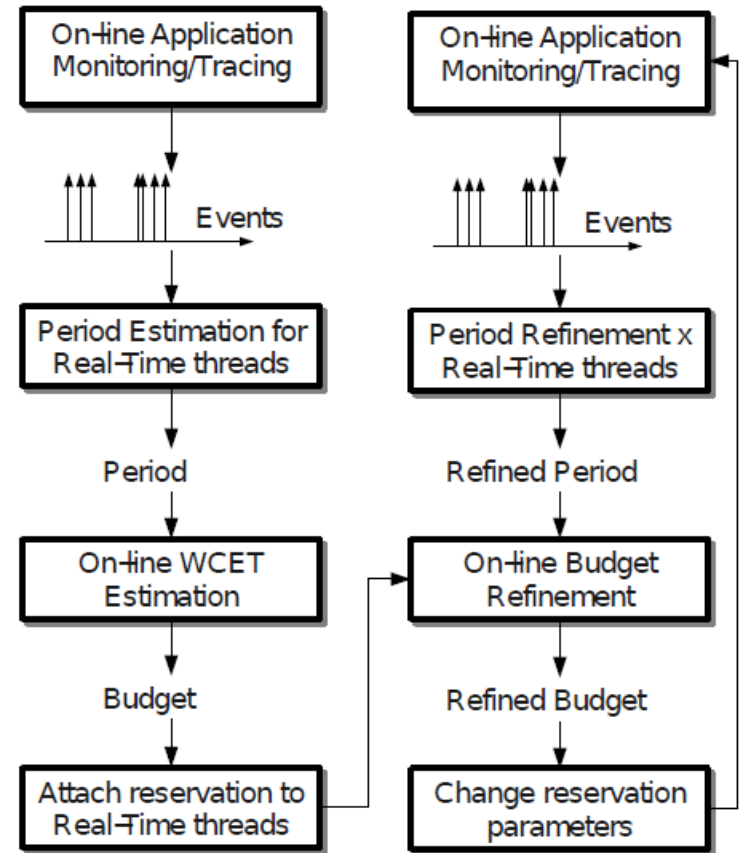 On-line Application
Monitoring/Tracing
Events
Period Estimation for
Real-Time threads
Period
On-line WCET
Estimation
Budget
Attach reservation to
Real-Time threads
On-line Application
Monitoring/Tracing
Events
Period Refinement x
Real-Time threads
Refined Period
On-line Budget
Refinement
Refined Budget
Change reservation
parameters